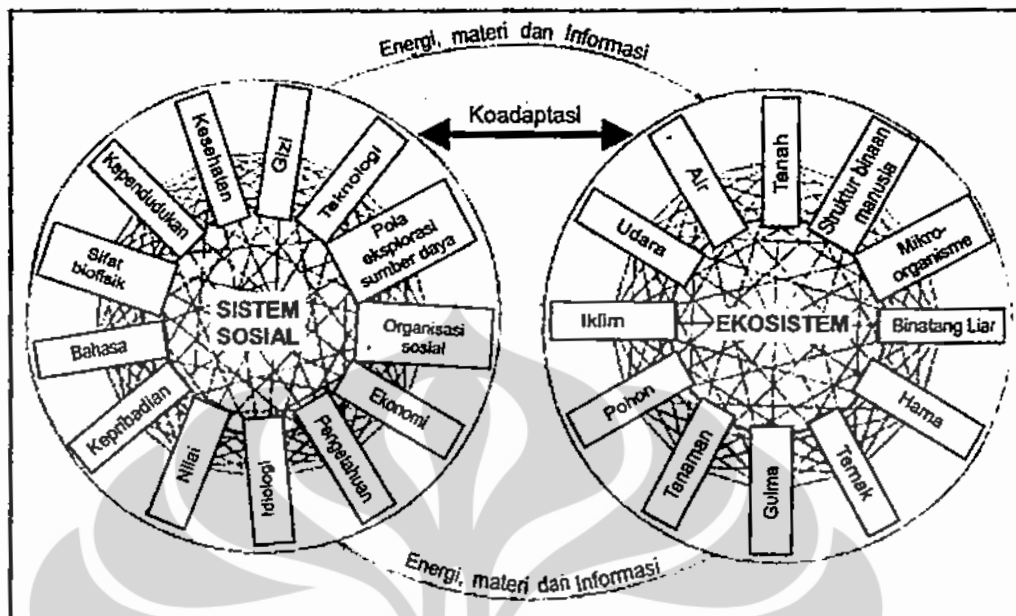 Energi, materi dan Informasi
Koadaptasi
SISTEM
SOSIAL
Gizi
Teknologi
Pola
eksplorasi
sumber daya
Organisasi
sosial
Ekonomi
Pengetahuan
Idiologi
Nilai
Kepribadian
Bahasa
Sifat
biofisik
Kependudukan
Kesehatan
EKOSISTEM
Tanah
Struktur binaan
manusia
Mikro-
organisme
Binatang Liar
Hama
Ternak
Gulma
Tanaman
Pohon
Iklim
Udara
Air
Energi, materi dan Informasi